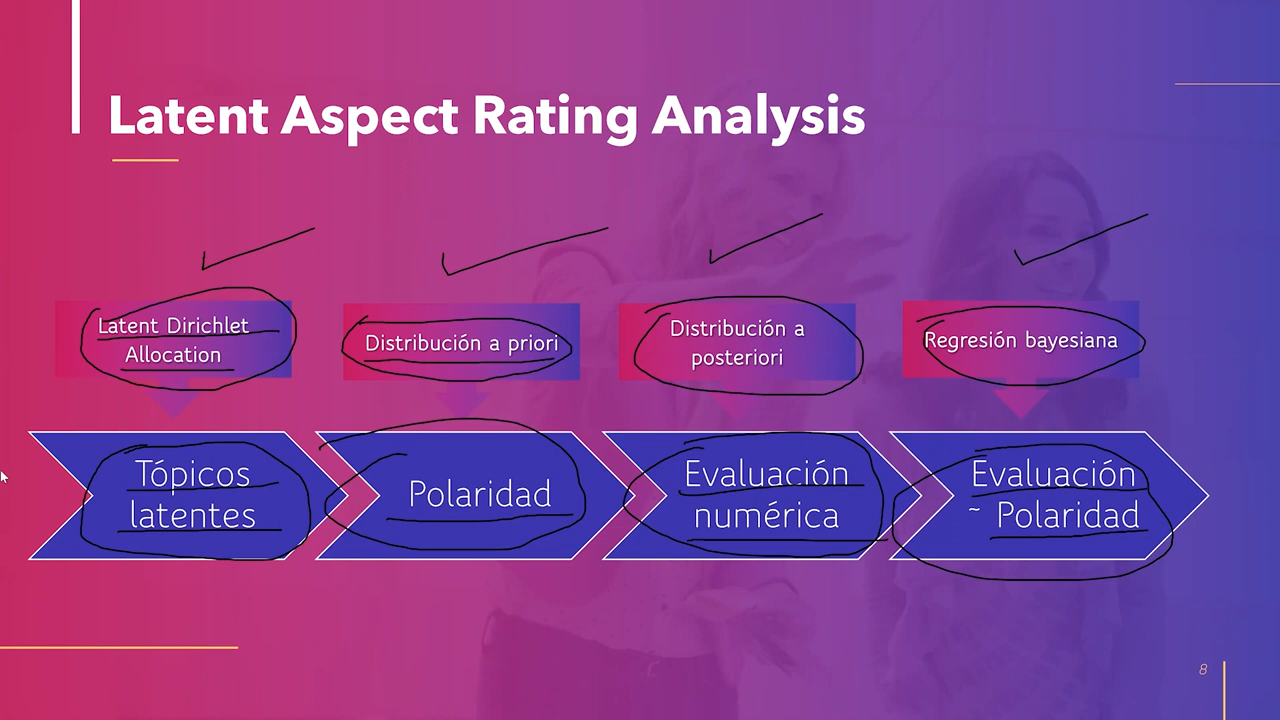 Latent Aspect Rating Analysis
Latent Dirichlet
Allocation
Distribución a priori
Distribución a
posteriori
Regresión bayesiana
Tópicos
latentes
Polaridad
Evaluación
numérica
Evaluación
~ Polaridad
8